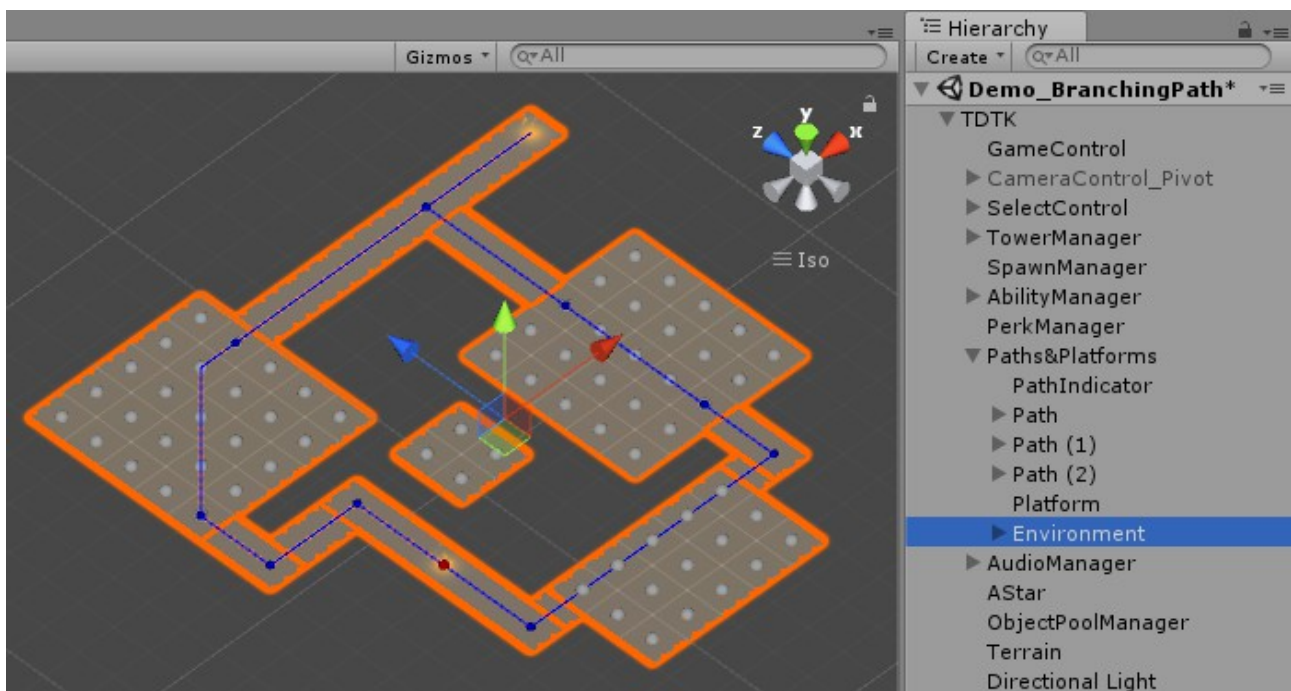 Gizmos
All
y
z
x
Iso
Hierarchy
Create
All
Demo_BranchingPath*
TDTK
GameControl
CameraControl_Pivot
SelectControl
TowerManager
SpawnManager
AbilityManager
PerkManager
Paths&Platforms
PathIndicator
Path
Path (1)
Path (2)
Platform
Environment
AudioManager
AStar
ObjectPoolManager
Terrain
Directional Light